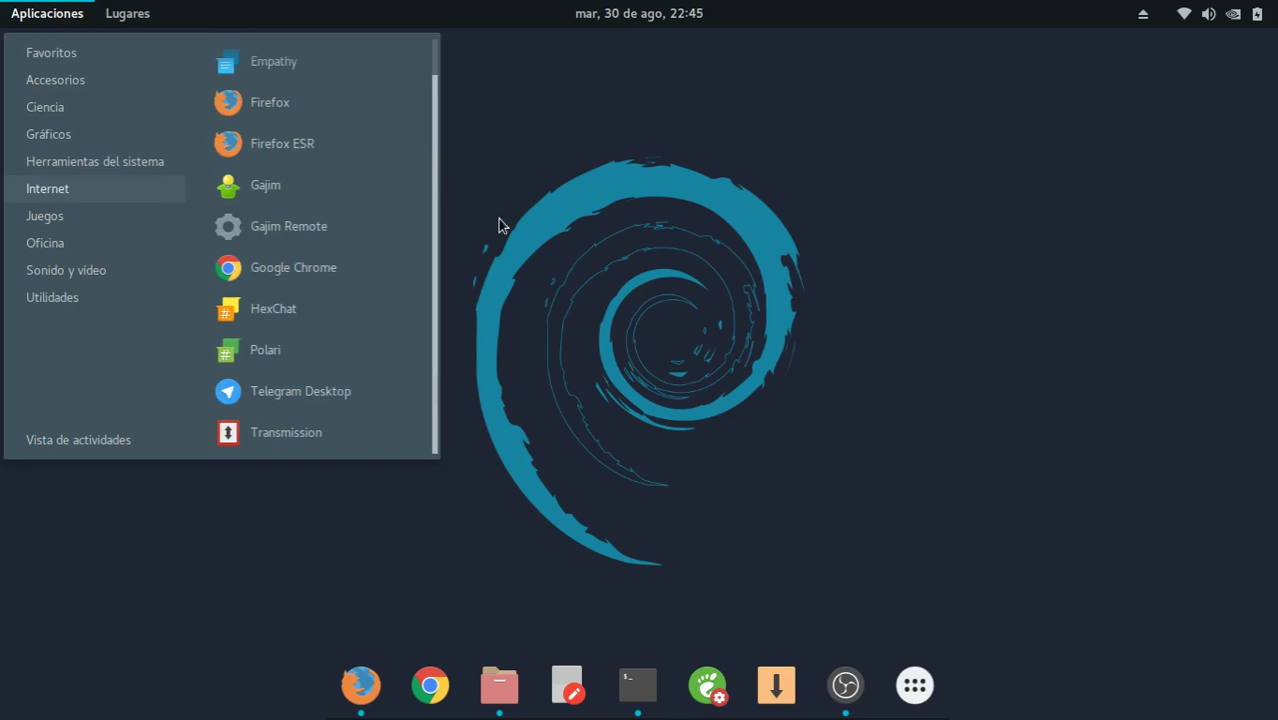 Aplicaciones Lugares mar, 30 de ago, 22:45
Favoritos
Accesorios
Ciencia
Gráficos
Herramientas del sistema
Internet
Juegos
Oficina
Sonido y vídeo
Utilidades
Vista de actividades
Empathy
Firefox
Firefox ESR
Gajim
Gajim Remote
Google Chrome
HexChat
Polari
Telegram Desktop
Transmission